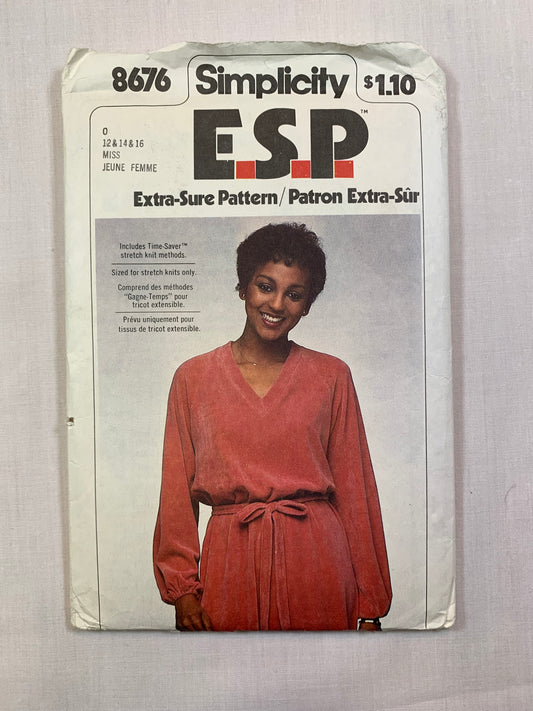 8676 Simplicity $1.10
E.S.P.™
O
12&14&16
MISS
JEUNE FEMME
Extra-Sure Pattern/Patron Extra-Sûr
Includes Time-Saver™
stretch knit methods.
Sized for stretch knits only.
Comprend des méthodes
"Gagne-Temps" pour
tricot extensible.
Prévu uniquement pour
tissus de tricot extensible.